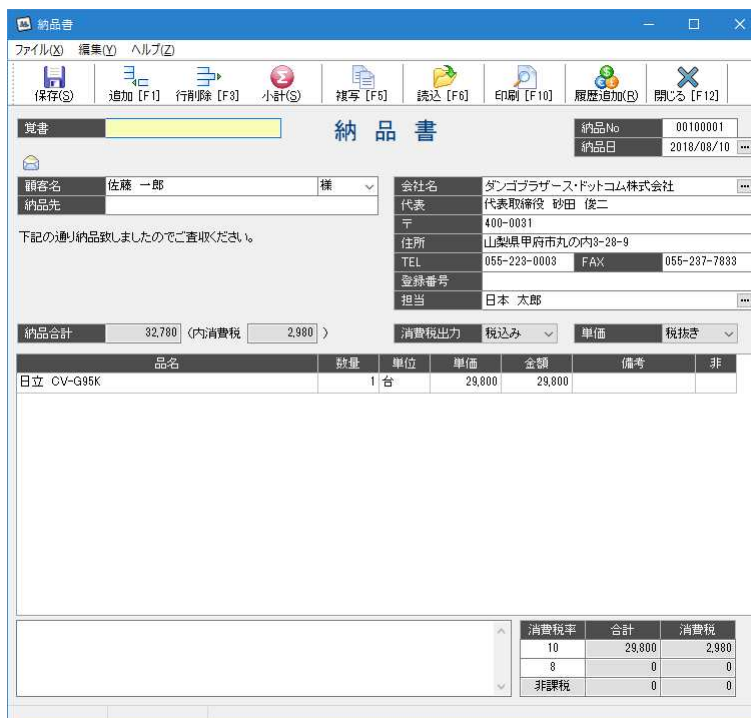 納品書
ファイル(X) 編集(Y) ヘルプ(Z)
保存(S) 追加 [F1] 行削除 [F3] 小計(S) 複写 [F5] 読込 [F6] 印刷 [F10] 履歴追加(R) 閉じる [F12]
覚書 納品書 納品No 00100001
納品日 2018/08/10 ...
顧客名 佐藤 一郎 様
納品先
下記の通り納品致しましたのでご査収ください。
会社名 ダンゴブラザース・ドットコム株式会社 ...
代表 代表取締役 砂田 俊二
〒 400-0031
住所 山梨県甲府市丸の内3-28-9
TEL 055-223-0003 FAX 055-237-7833
登録番号
担当 日本 太郎 ...
納品合計 32,780 (内消費税 2,980 ) 消費税出力 税込み 単価 税抜き
品名 数量 単位 単価 金額 備考 非
日立 CV-G95K 1 台 29,800 29,800
消費税率 合計 消費税
10 29,800 2,980
8 0 0
非課税 0 0